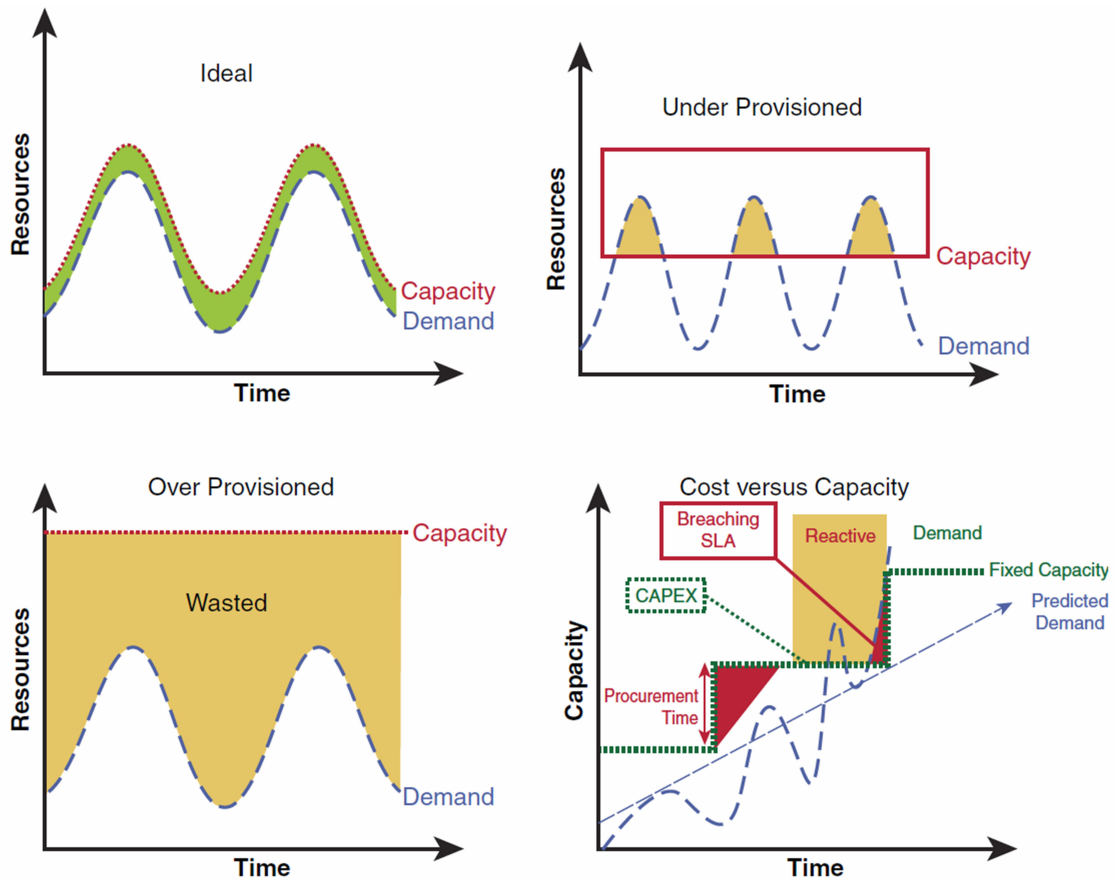 Ideal
Resources
Capacity
Demand
Time
Under Provisioned
Resources
Capacity
Demand
Time
Over Provisioned
Resources
Capacity
Wasted
Demand
Time
Cost versus Capacity
Breaching
SLA
Reactive
Demand
CAPEX
Fixed Capacity
Predicted
Demand
Procurement
Time
Capacity
Time